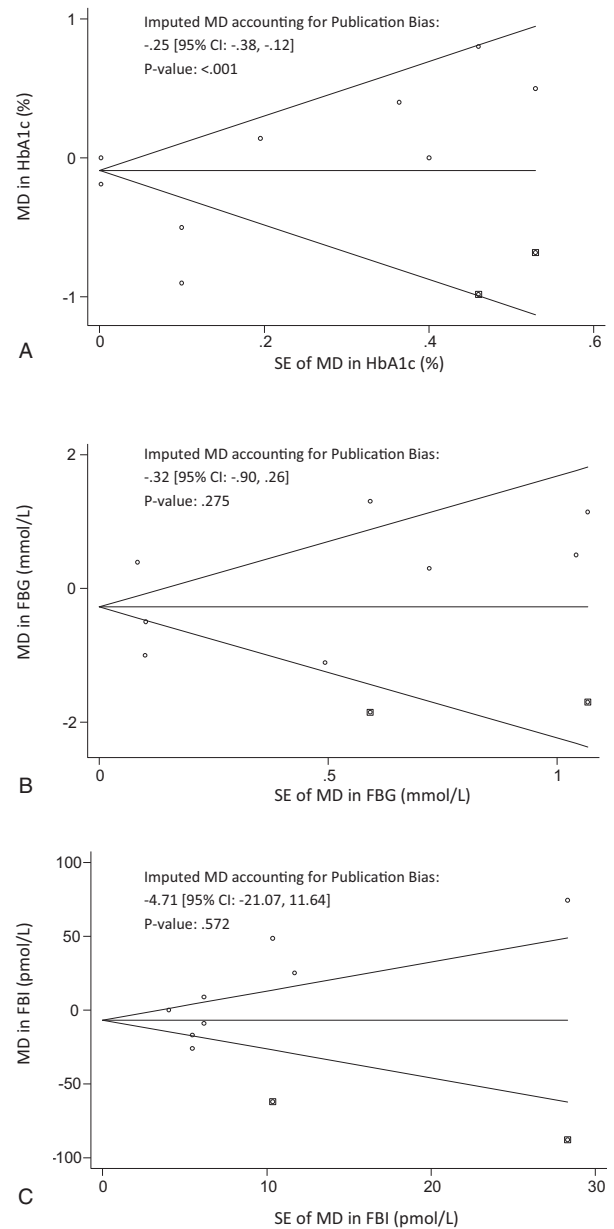 Imputed MD accounting for Publication Bias:
-.25 [95% CI: -.38, -.12]
P-value: <.001
MD in HbA1c (%)
1
0
-1
0
.2
.4
.6
SE of MD in HbA1c (%)
A
Imputed MD accounting for Publication Bias:
-.32 [95% CI: -.90, .26]
P-value: .275
MD in FBG (mmol/L)
2
0
-2
0
.5
1
SE of MD in FBG (mmol/L)
B
Imputed MD accounting for Publication Bias:
-4.71 [95% CI: -21.07, 11.64]
P-value: .572
MD in FBI (pmol/L)
100
50
0
-50
-100
0
10
20
30
SE of MD in FBI (pmol/L)
C